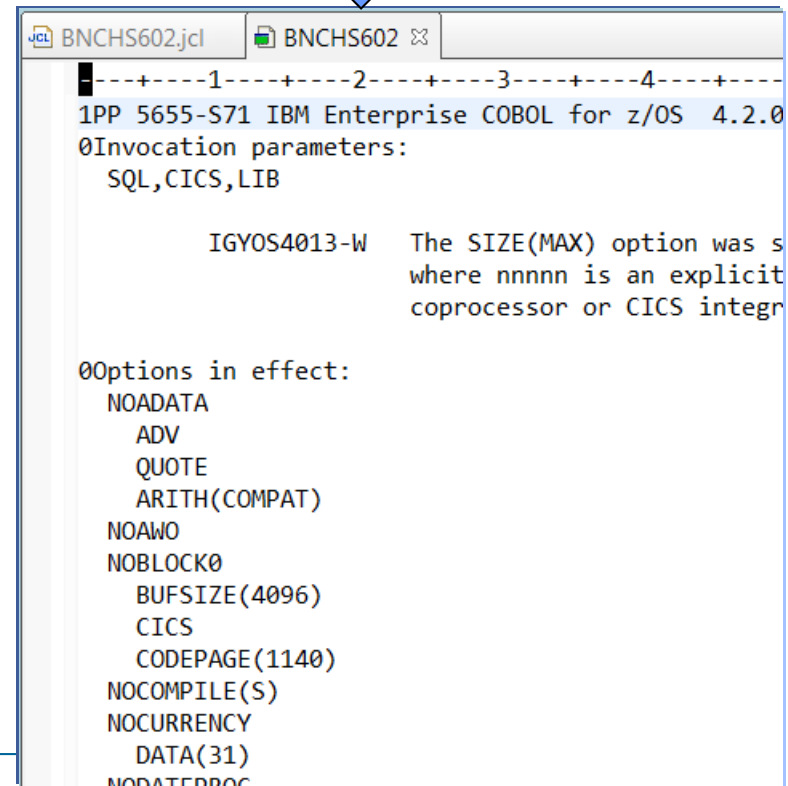 JCL BNCHS602.jcl BNCHS602
----+----1----+----2----+----3----+----4----+----
1PP 5655-S71 IBM Enterprise COBOL for z/OS  4.2.0
0Invocation parameters:
SQL,CICS,LIB
IGYOS4013-W   The SIZE(MAX) option was s
where nnnnn is an explicit
coprocessor or CICS integr
0Options in effect:
NOADATA
ADV
QUOTE
ARITH(COMPAT)
NOAWO
NOBLOCK0
BUFSIZE(4096)
CICS
CODEPAGE(1140)
NOCOMPILE(S)
NOCURRENCY
DATA(31)
NODATEPROC